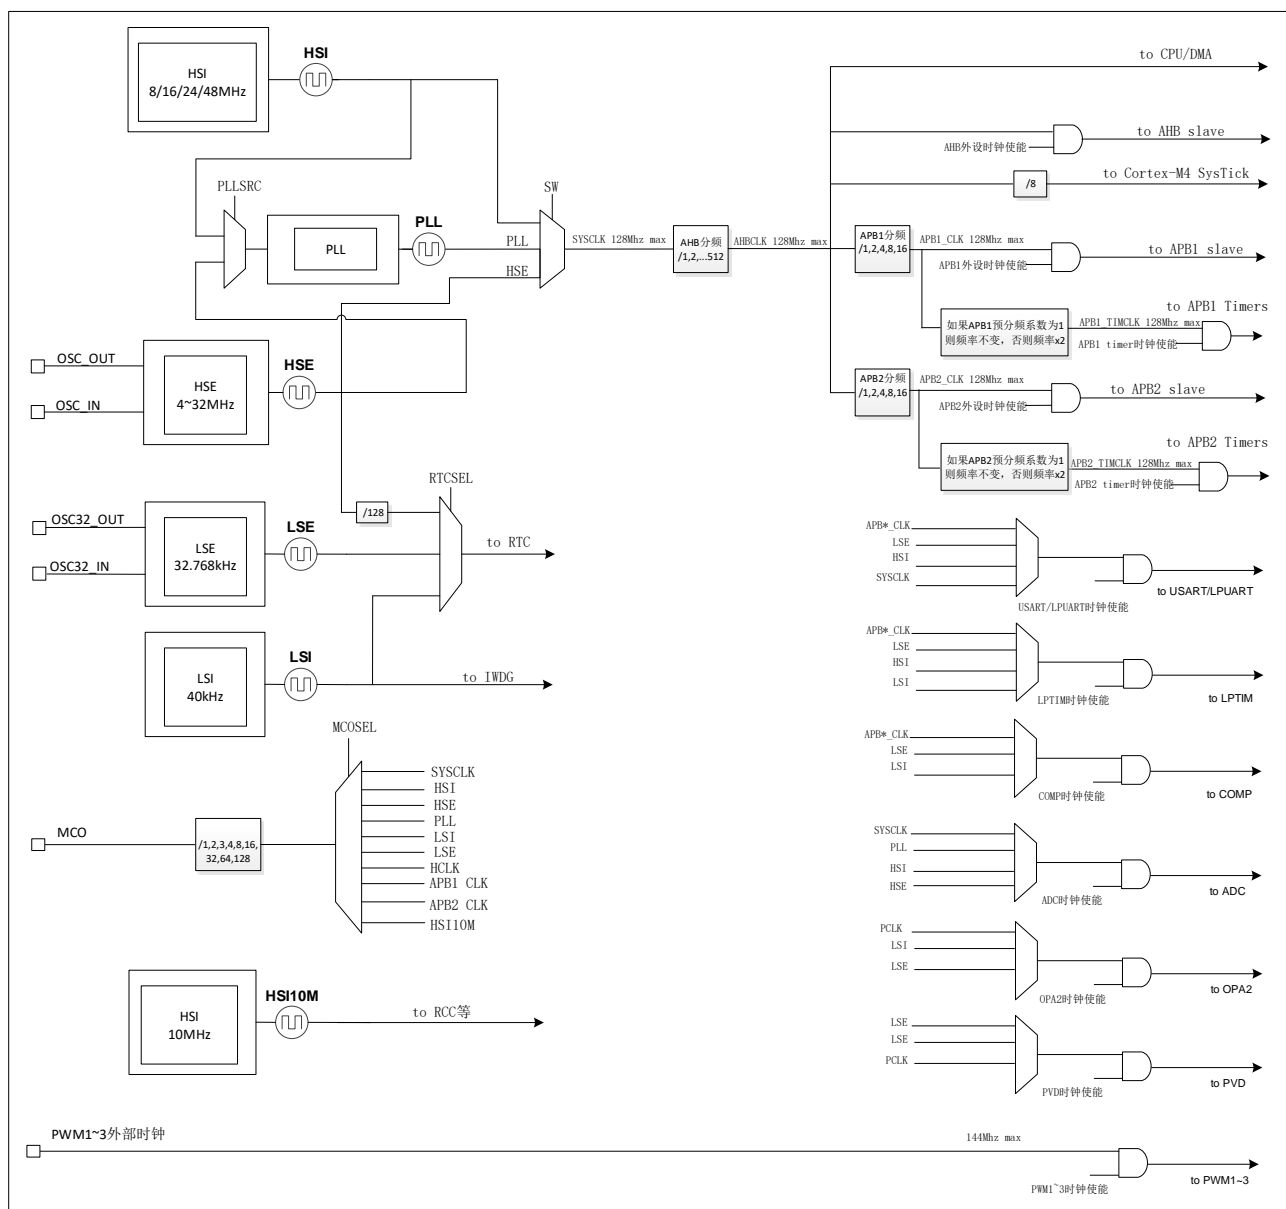 HSI
HSI
8/16/24/48MHz
to CPU/DMA
AHB外设时钟使能
to AHB slave
/8
to Cortex-M4 SysTick
PLLSRC
PLL
PLL
SW
PLL
HSE
SYSCLK 128Mhz max
AHB分频
/1,2,...512
AHBCLK 128Mhz max
APB1分频
/1,2,4,8,16
APB1_CLK 128Mhz max
APB1外设时钟使能
to APB1 slave
如果APB1预分频系数为1
则频率不变，否则频率x2
APB1_TIMCLK 128Mhz max
APB1 timer时钟使能
to APB1 Timers
OSC_OUT
OSC_IN
HSE
4~32MHz
HSE
APB2分频
/1,2,4,8,16
APB2_CLK 128Mhz max
APB2外设时钟使能
to APB2 slave
如果APB2预分频系数为1
则频率不变，否则频率x2
APB2_TIMCLK 128Mhz max
APB2 timer时钟使能
to APB2 Timers
RTCSEL
/128
OSC32_OUT
OSC32_IN
LSE
32.768kHz
LSE
to RTC
APB*_CLK
LSE
HSI
SYSCLK
USART/LPUART时钟使能
to USART/LPUART
LSI
40kHz
LSI
to IWDG
APB*_CLK
LSE
HSI
LSI
LPTIM时钟使能
to LPTIM
MCOSEL
MCO
/1,2,3,4,8,16,
32,64,128
SYSCLK
HSI
HSE
PLL
LSI
LSE
HCLK
APB1 CLK
APB2 CLK
HSI10M
APB*_CLK
LSE
LSI
COMP时钟使能
to COMP
SYSCLK
PLL
HSI
HSE
ADC时钟使能
to ADC
PCLK
LSI
LSE
OPA2时钟使能
to OPA2
HSI
10MHz
HSI10M
to RCC等
LSE
LSE
PCLK
PVD时钟使能
to PVD
PWM1~3外部时钟
144Mhz max
PWM1~3时钟使能
to PWM1~3